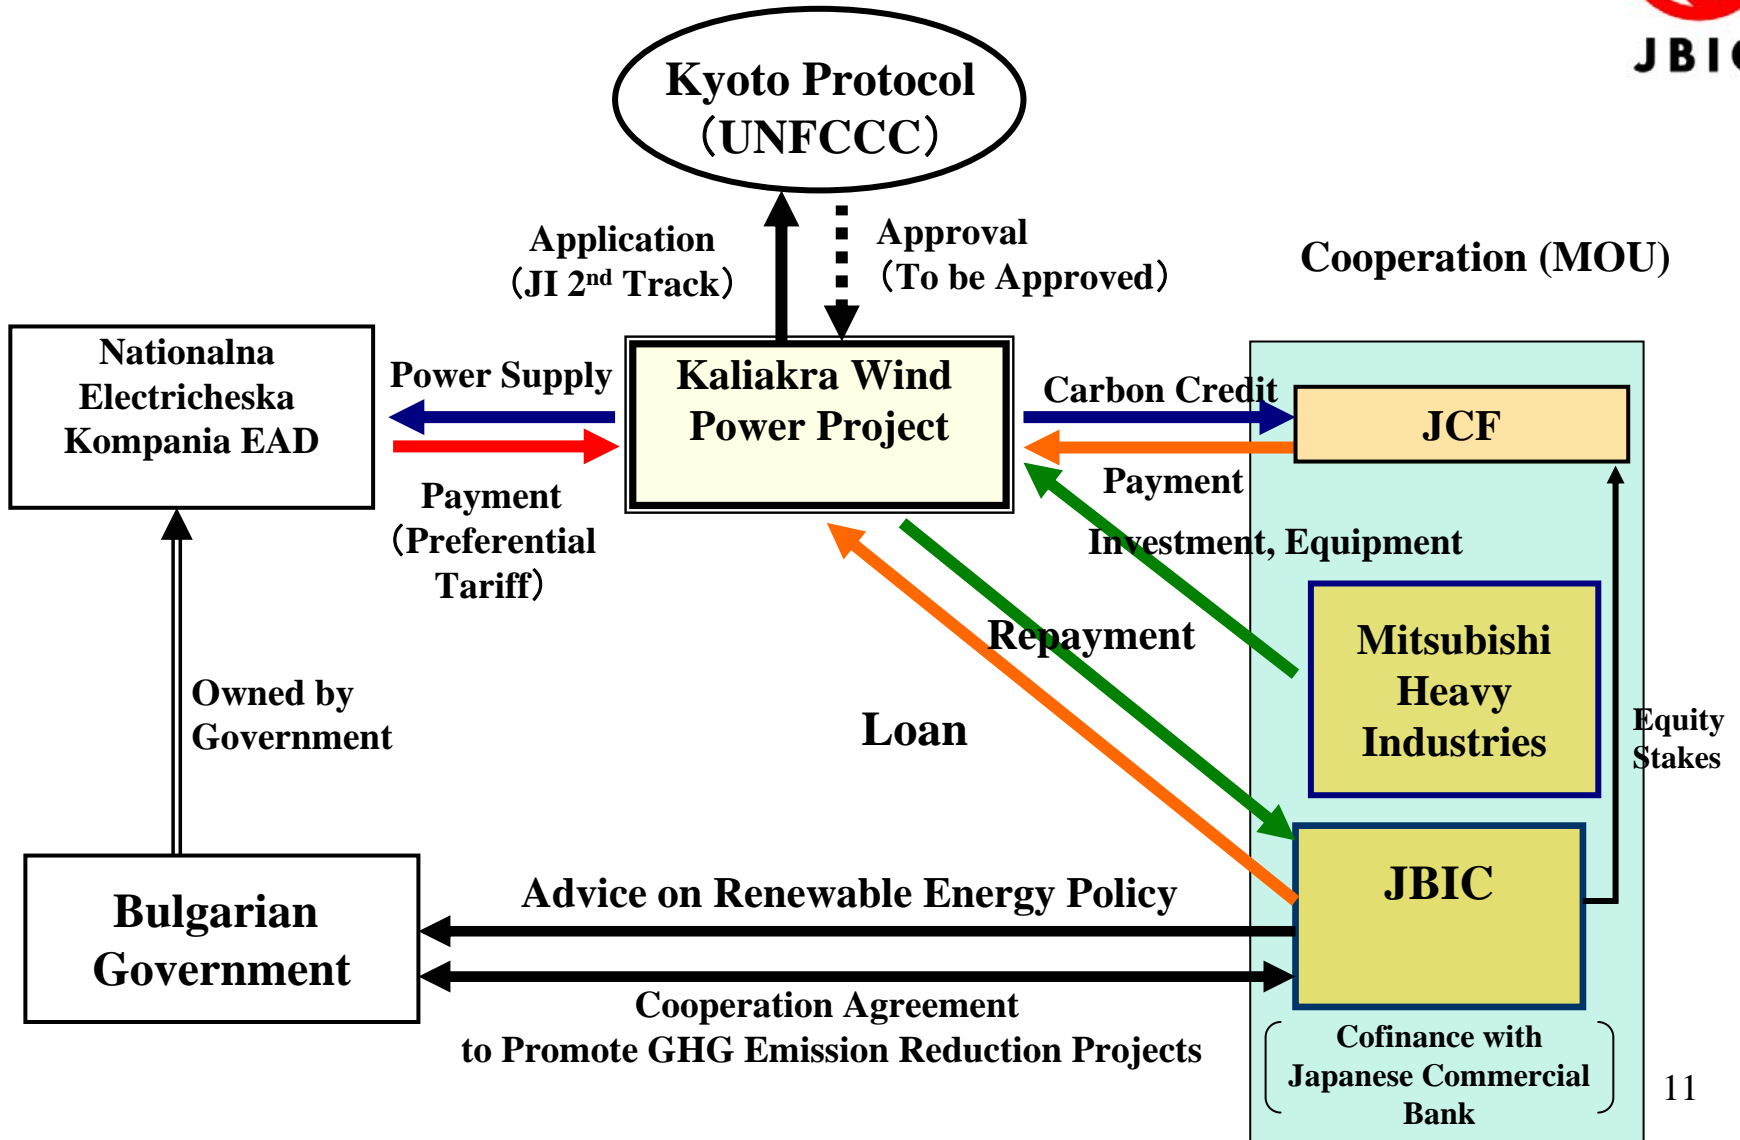 JBIC
Kyoto Protocol
（UNFCCC）
Application
（JI 2nd Track）
Approval
（To be Approved）
Cooperation (MOU)
Nationalna
Electricheska
Kompania EAD
Power Supply
Kaliakra Wind
Power Project
Carbon Credit
JCF
Payment
（Preferential
Tariff）
Payment
Investment, Equipment
Repayment
Mitsubishi
Heavy
Industries
Owned by
Government
Loan
Equity
Stakes
Bulgarian
Government
Advice on Renewable Energy Policy
JBIC
Cooperation Agreement
to Promote GHG Emission Reduction Projects
Cofinance with
Japanese Commercial
Bank
11